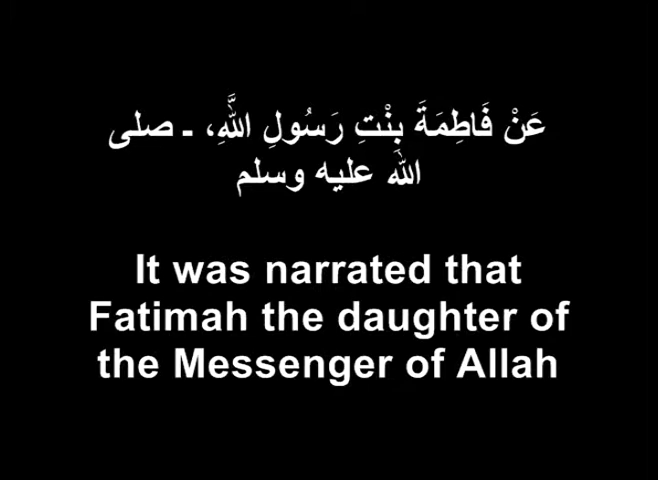 عَنْ فَاطِمَةَ بِنْتِ رَسُولِ اللَّهِ، ـ صلى
الله عليه وسلم
It was narrated that
Fatimah the daughter of
the Messenger of Allah